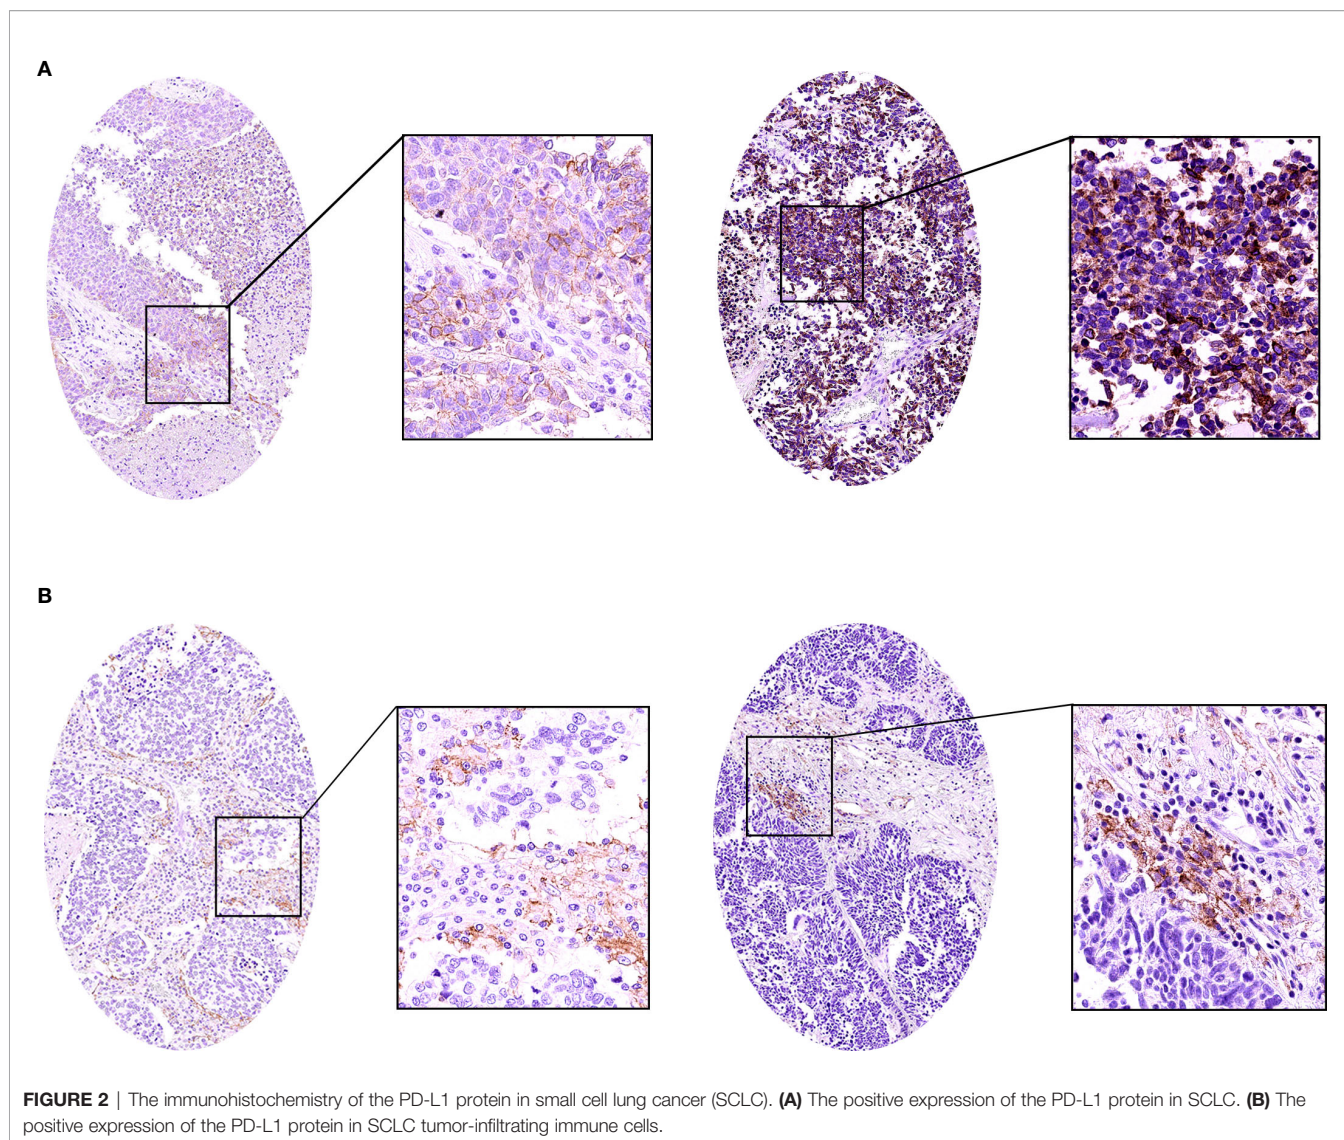 A
B
FIGURE 2 | The immunohistochemistry of the PD-L1 protein in small cell lung cancer (SCLC). (A) The positive expression of the PD-L1 protein in SCLC. (B) The
positive expression of the PD-L1 protein in SCLC tumor-infiltrating immune cells.